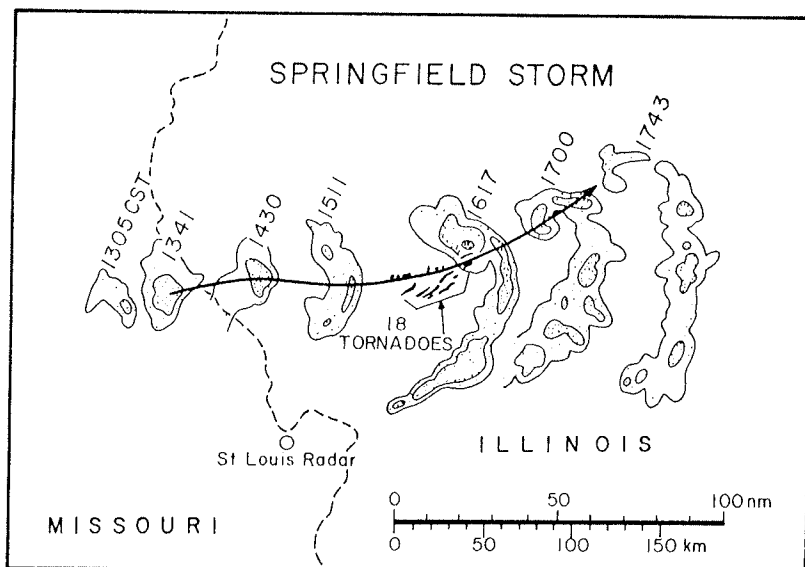 SPRINGFIELD STORM
1305 CST
1341
1430
1511
1617
1700
1743
18
TORNADOES
St Louis Radar
ILLINOIS
MISSOURI
0 50 100 nm
0 50 100 150 km